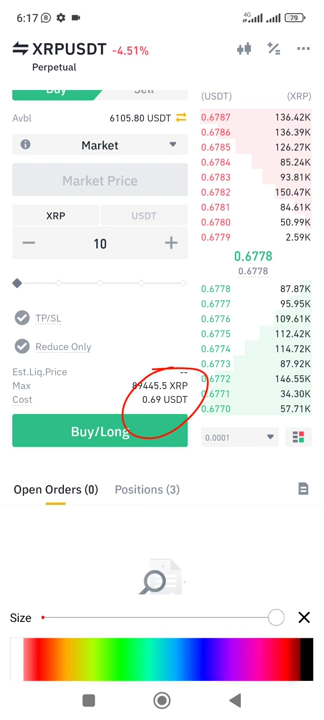 6:17
4G
79
XRPUSDT -4.51%
Perpetual
Buy
Sell
(USDT) (XRP)
Avbl 6105.80 USDT
Market
Market Price
XRP USDT
10
TP/SL
Reduce Only
Est.Liq.Price --
Max 89445.5 XRP
Cost 0.69 USDT
Buy/Long
0.6787 136.42K
0.6786 136.39K
0.6785 126.27K
0.6784 85.24K
0.6783 93.81K
0.6782 150.47K
0.6781 84.61K
0.6780 50.99K
0.6779 2.59K
0.6778
0.6778
0.6778 87.87K
0.6777 95.95K
0.6776 109.61K
0.6775 112.42K
0.6774 114.72K
0.6773 87.92K
0.6772 146.55K
0.6771 34.30K
0.6770 57.71K
0.0001
Open Orders (0) Positions (3)
Size